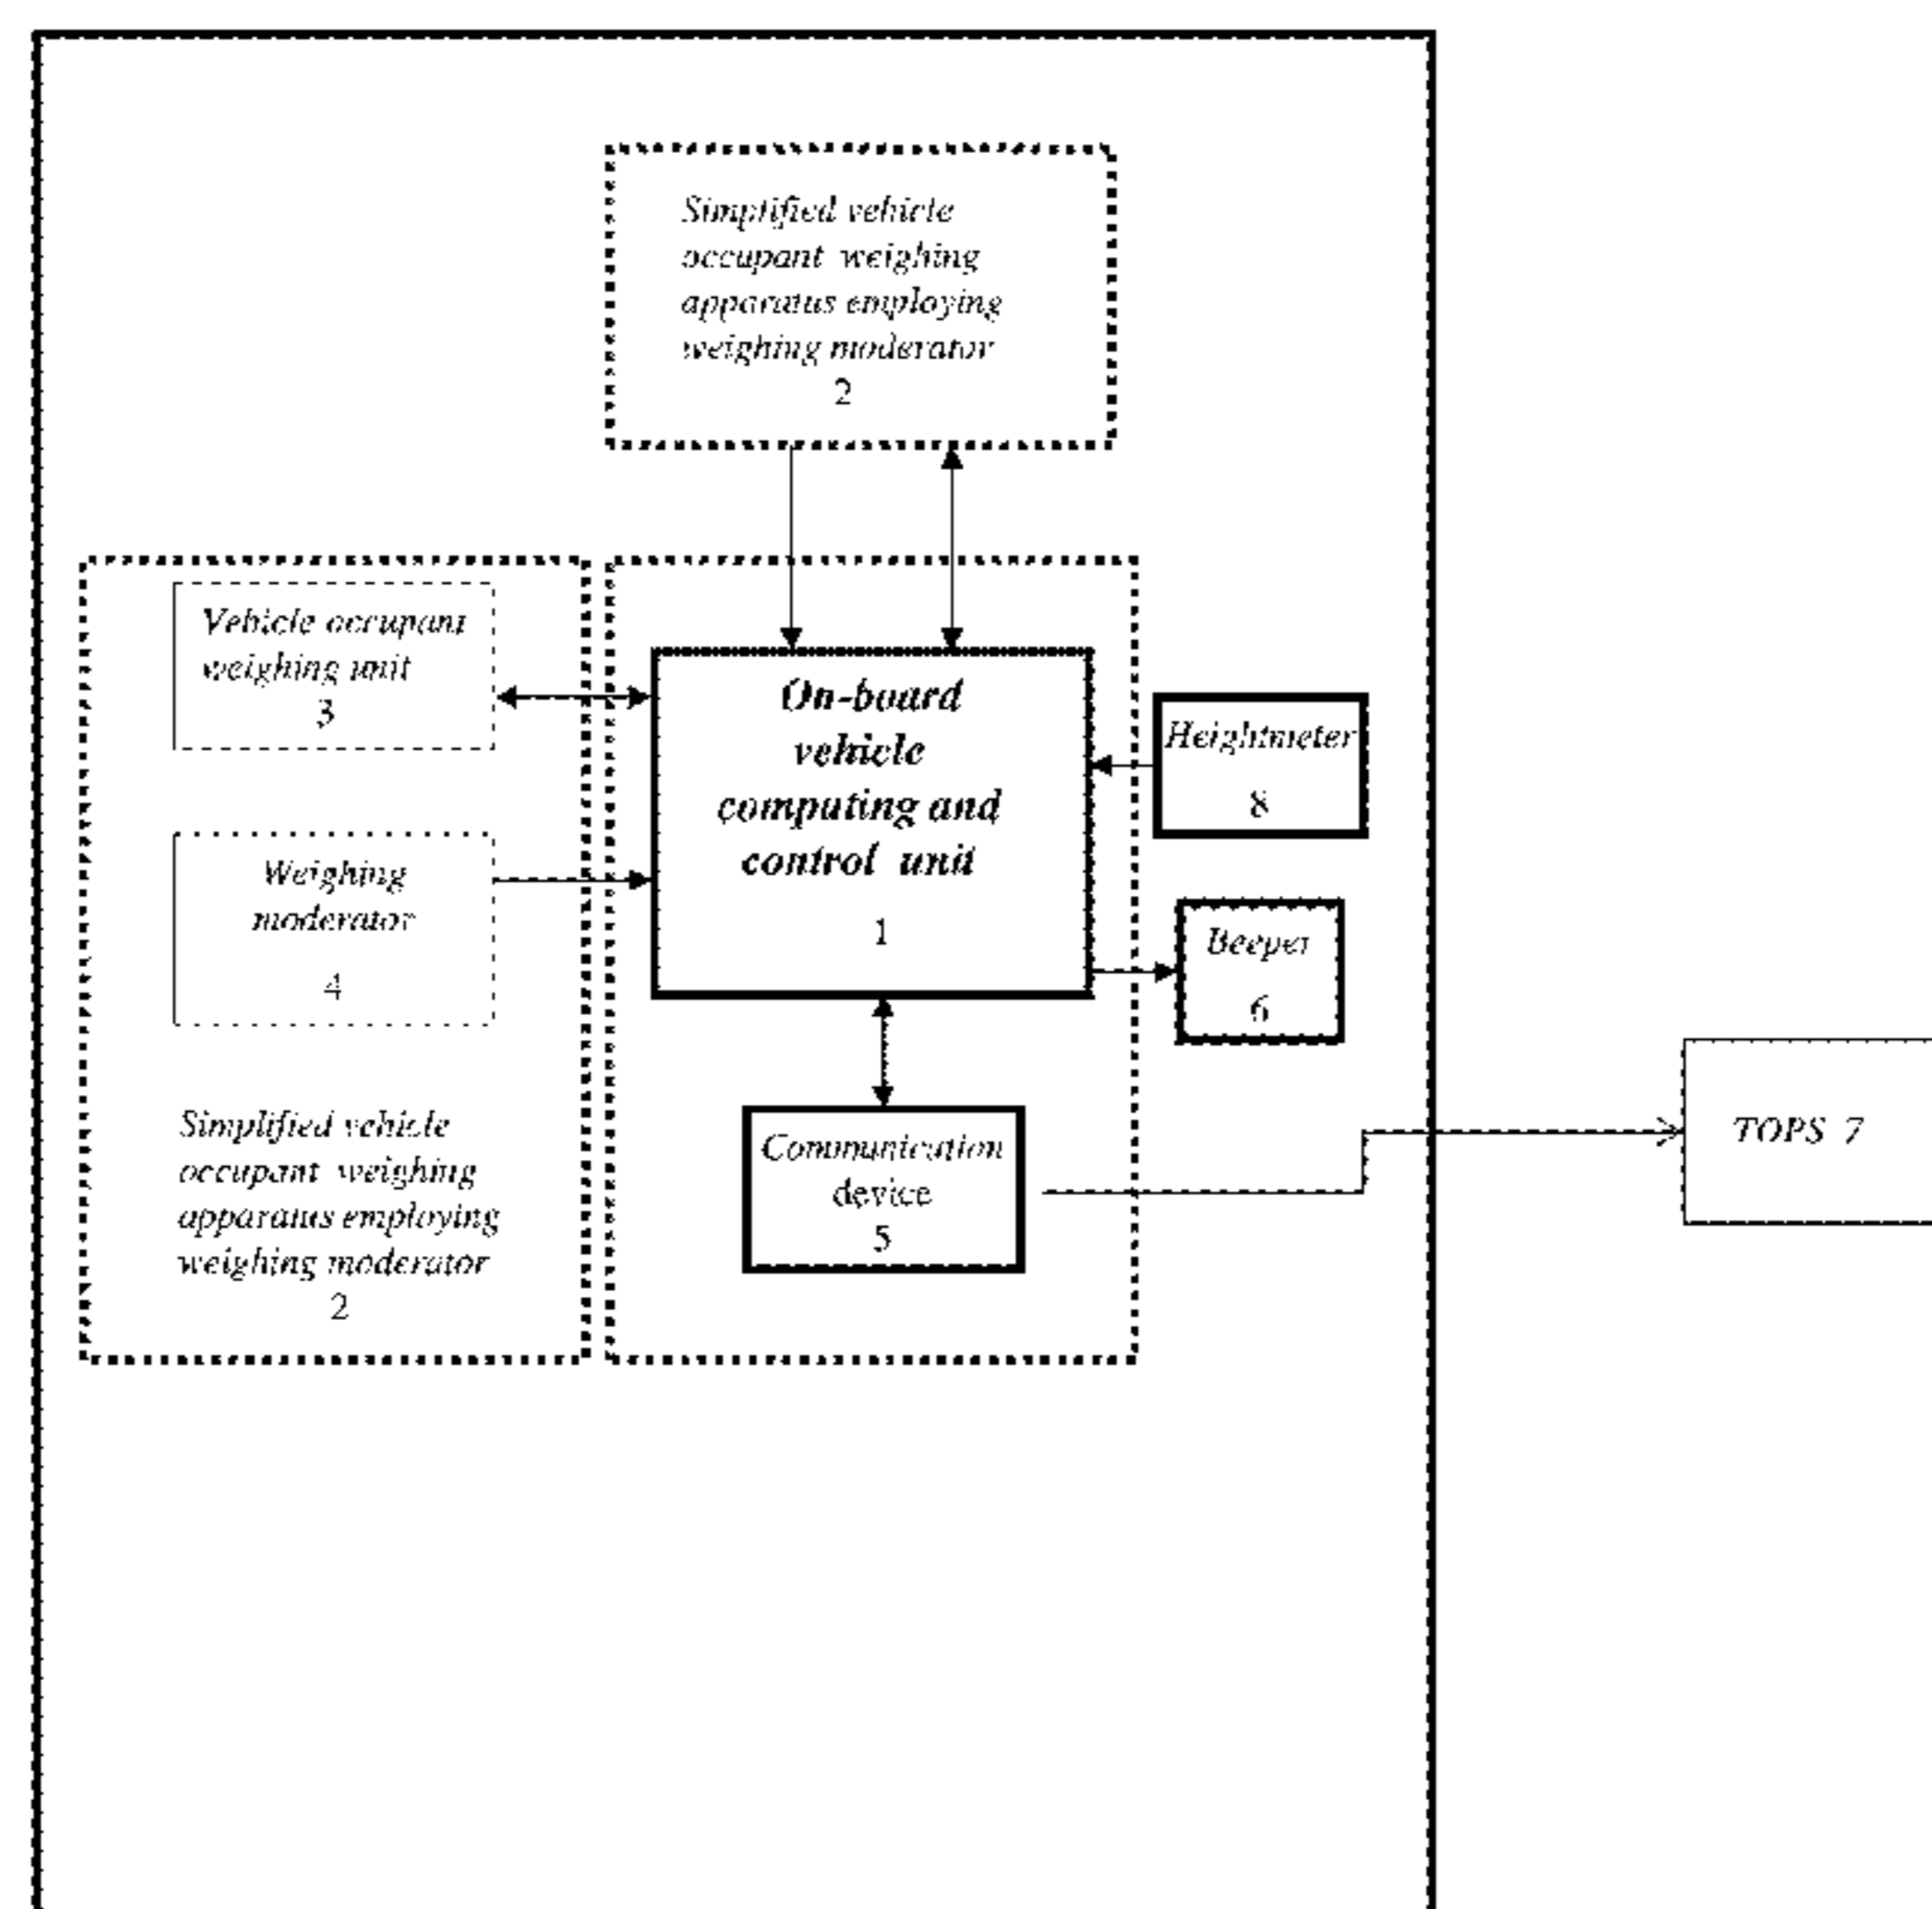 Simplified vehicle
occupant weighing
apparatus employing
weighing moderator
2
Vehicle occupant
weighing unit
3
Weighing
moderator
4
Simplified vehicle
occupant weighing
apparatus employing
weighing moderator
2
On-board
vehicle
computing and
control unit
1
Communication
device
5
Heightmeter
8
Beeper
6
TOPS 7